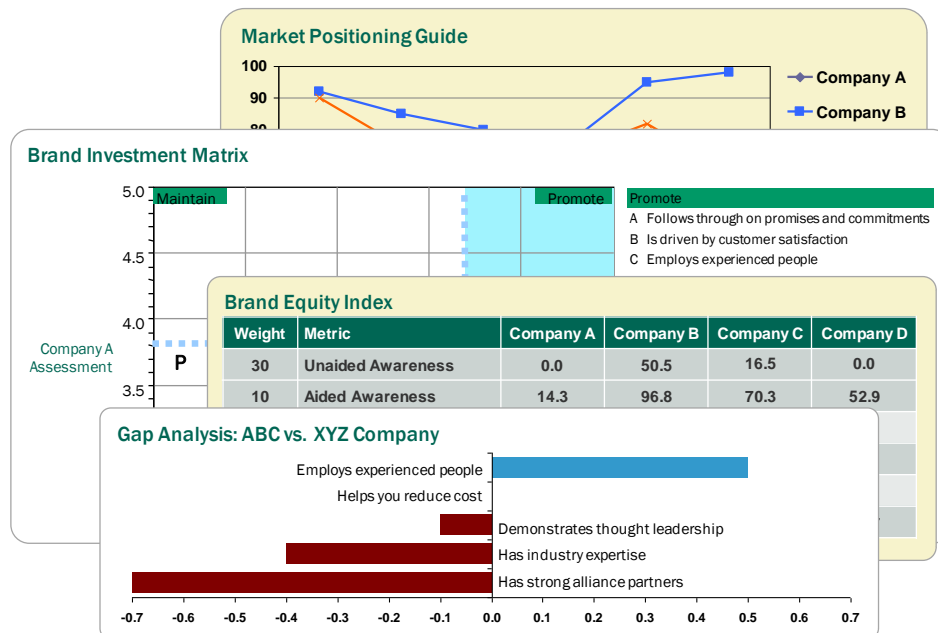 Market Positioning Guide
100
90
Company A
Company B
Brand Investment Matrix
5.0
Maintain
Promote
Promote
A Follows through on promises and commitments
B Is driven by customer satisfaction
C Employs experienced people
4.5
4.0
Company A
Assessment
P
3.5
Brand Equity Index
Weight Metric Company A Company B Company C Company D
30 Unaided Awareness 0.0 50.5 16.5 0.0
10 Aided Awareness 14.3 96.8 70.3 52.9
Gap Analysis: ABC vs. XYZ Company
Employs experienced people
Helps you reduce cost
Demonstrates thought leadership
Has industry expertise
Has strong alliance partners
-0.7 -0.6 -0.5 -0.4 -0.3 -0.2 -0.1 0.0 0.1 0.2 0.3 0.4 0.5 0.6 0.7